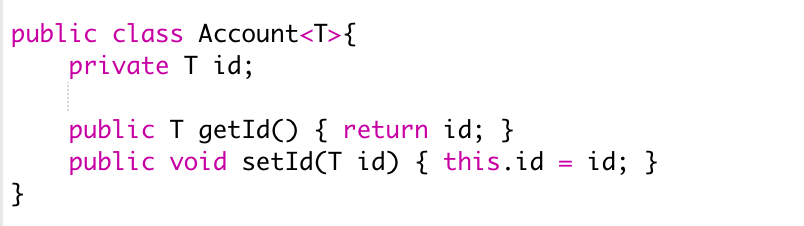 public class Account<T>{
private T id;
public T getId() { return id; }
public void setId(T id) { this.id = id; }
}